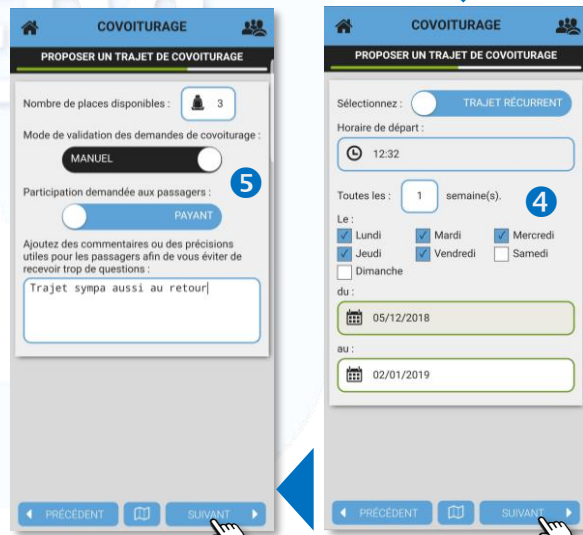 COVOITURAGE
PROPOSER UN TRAJET DE COVOITURAGE
Nombre de places disponibles :
3
Mode de validation des demandes de covoiturage :
MANUEL
5
Participation demandée aux passagers :
PAYANT
Ajoutez des commentaires ou des précisions
utiles pour les passagers afin de vous éviter de
recevoir trop de questions :
Trajet sympa aussi au retour
PRÉCÉDENT
SUIVANT
COVOITURAGE
PROPOSER UN TRAJET DE COVOITURAGE
Sélectionnez :
TRAJET RÉCURRENT
Horaire de départ :
12:32
Toutes les : 1 semaine(s).
4
Le :
Lundi Mardi Mercredi
Jeudi Vendredi Samedi
Dimanche
du :
05/12/2018
au :
02/01/2019
PRÉCÉDENT
SUIVANT